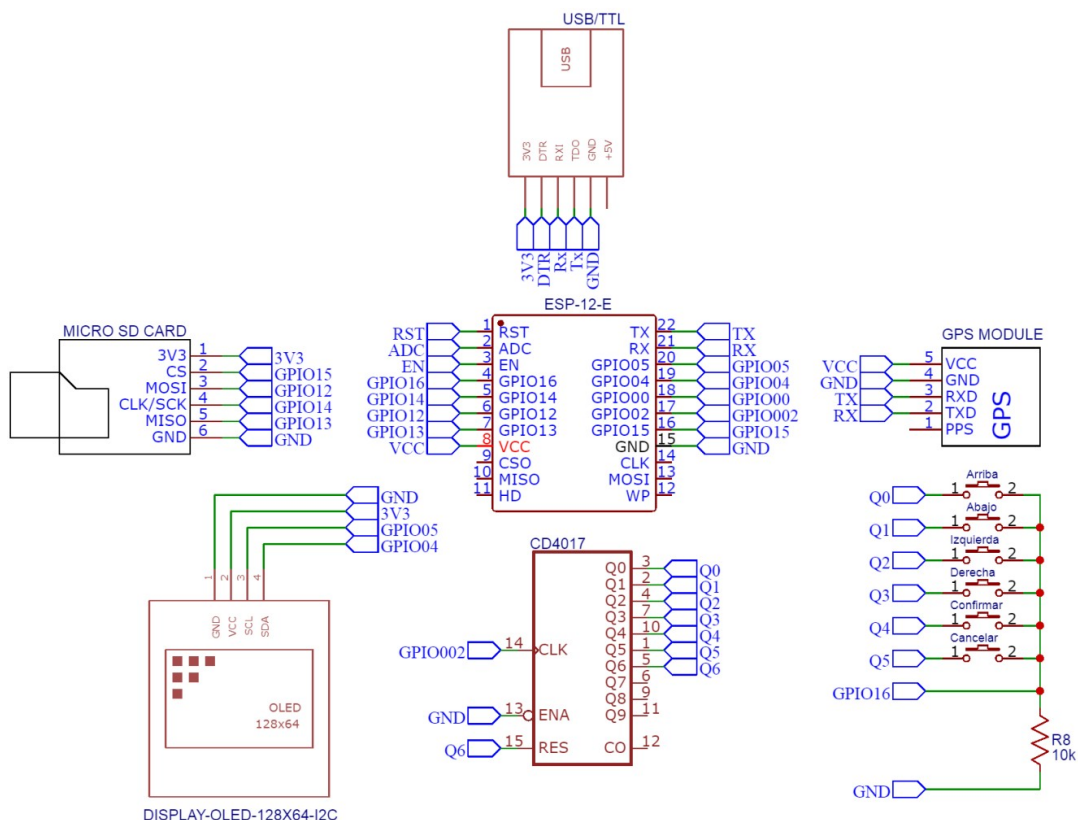 USB/TTL
USB
3V3
DTR
RXI
TDO
GND
+5V
3V3
DTR
Rx
Tx
GND
MICRO SD CARD
3V3 1 3V3
CS 2 GPIO15
MOSI 3 GPIO12
CLK/SCK 4 GPIO14
MISO 5 GPIO13
GND 6 GND
ESP-12-E
RST 1 RST TX 22 TX
ADC 2 ADC RX 21 RX
EN 3 EN GPIO05 20 GPIO05
GPIO16 4 GPIO16 GPIO04 19 GPIO04
GPIO14 5 GPIO14 GPIO00 18 GPIO00
GPIO12 6 GPIO12 GPIO02 17 GPIO002
GPIO13 7 GPIO13 GPIO15 16 GPIO15
VCC 8 VCC GND 15 GND
9 CSO CLK 14
10 MISO MOSI 13
11 HD WP 12
GPS MODULE
VCC 5 VCC
GND 4 GND
TX 3 RXD
RX 2 TXD
1 PPS
GPS
GND
3V3
GPIO05
GPIO04
1 2 3 4
GND
VCC
SCL
SDA
OLED
128x64
DISPLAY-OLED-128X64-I2C
CD4017
Q0 3 Q0
Q1 2 Q1
Q2 4 Q2
Q3 7 Q3
Q4 10 Q4
Q5 1 Q5
Q6 5 Q6
Q7 6
Q8 9
Q9 11
CO 12
GPIO002 14 CLK
GND 13 ENA
Q6 15 RES
Arriba
Q0 1 2
Abajo
Q1 1 2
Izquierda
Q2 1 2
Derecha
Q3 1 2
Confirmar
Q4 1 2
Cancelar
Q5 1 2
GPIO16
R8
10k
GND